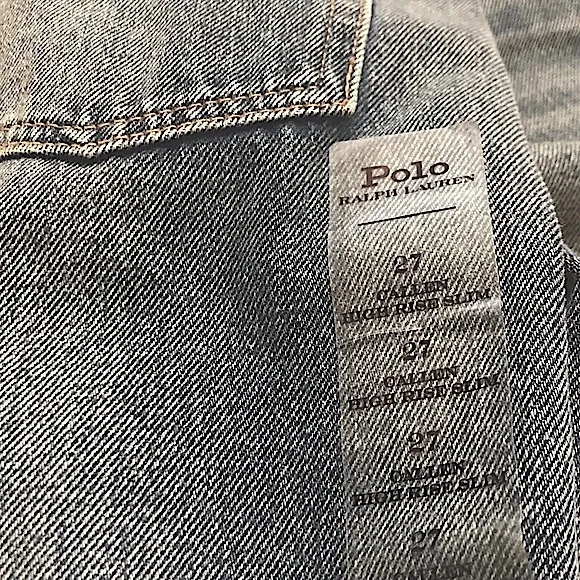 Polo
RALPH LAUREN
27
CALLEN
HIGH RISE SLIM
27
CALLEN
HIGH RISE SLIM
27
CALLEN
HIGH RISE SLIM
27